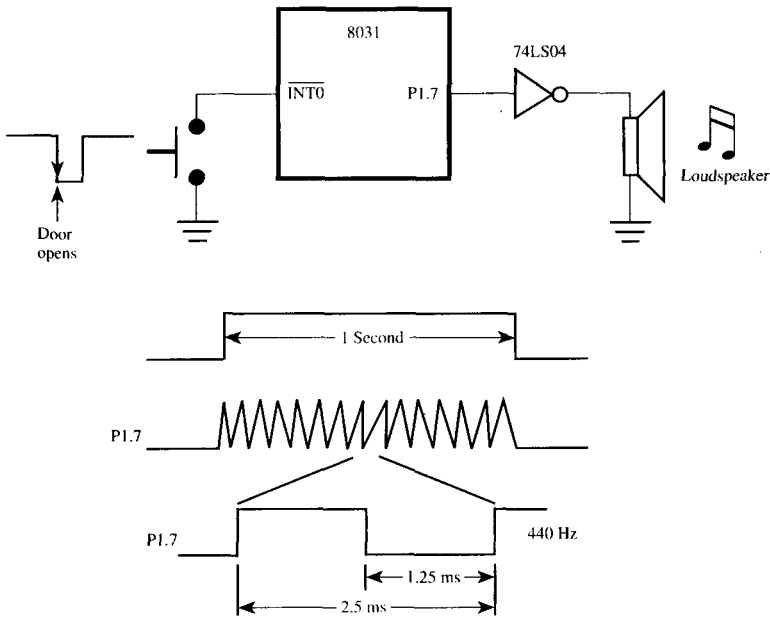 8031
74LS04
INT0
P1.7
Loudspeaker
Door
opens
1 Second
P1.7
P1.7
440 Hz
1.25 ms
2.5 ms